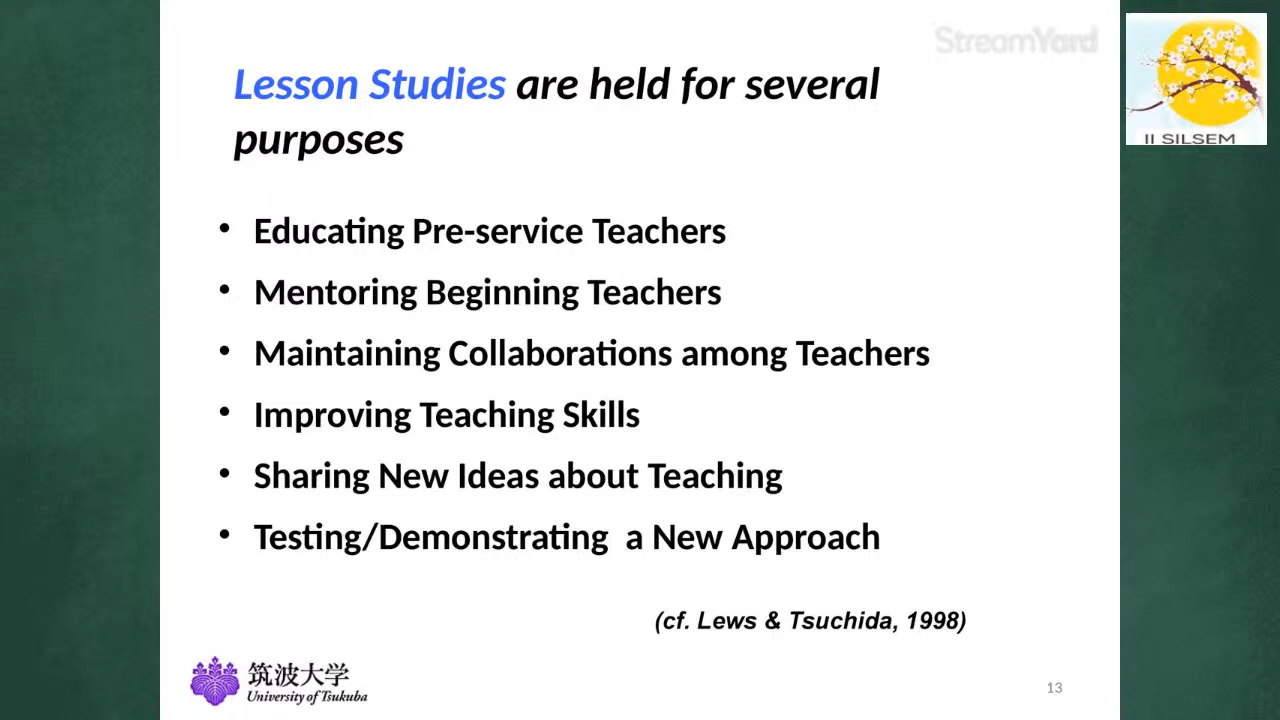 StreamYard
Lesson Studies are held for several
purposes
II SILSEM
• Educating Pre-service Teachers
• Mentoring Beginning Teachers
• Maintaining Collaborations among Teachers
• Improving Teaching Skills
• Sharing New Ideas about Teaching
• Testing/Demonstrating  a New Approach
(cf. Lews & Tsuchida, 1998)
筑波大学
University of Tsukuba
13